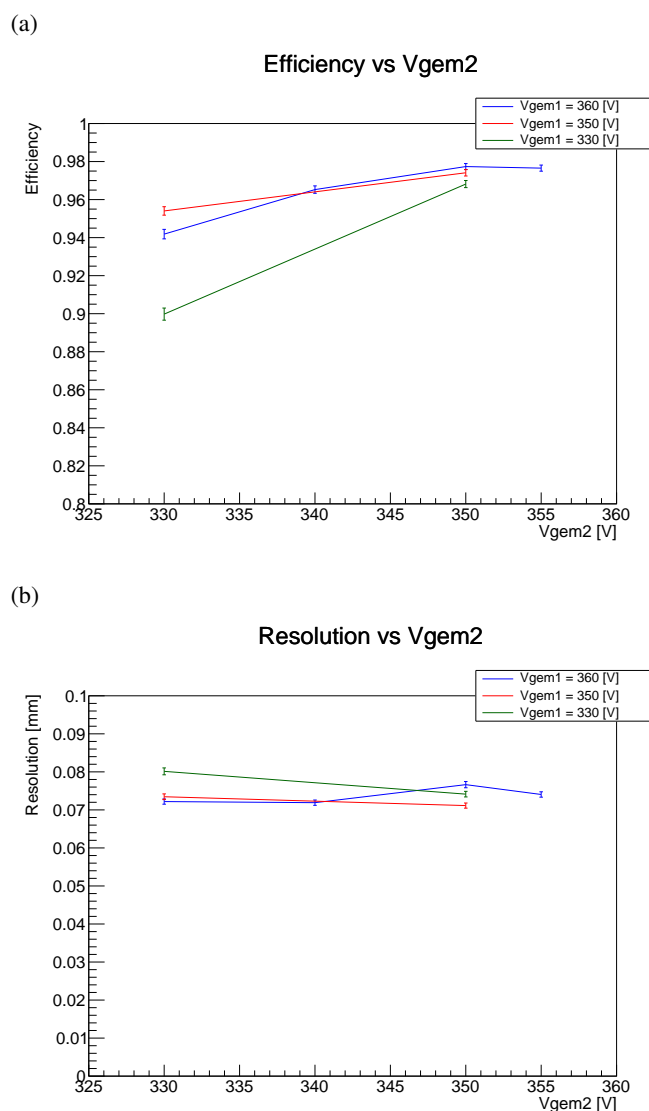 (a)
Efficiency vs Vgem2
Vgem1 = 360 [V]
Vgem1 = 350 [V]
Vgem1 = 330 [V]
Efficiency
1
0.98
0.96
0.94
0.92
0.9
0.88
0.86
0.84
0.82
0.8
325 330 335 340 345 350 355 360
Vgem2 [V]
(b)
Resolution vs Vgem2
Vgem1 = 360 [V]
Vgem1 = 350 [V]
Vgem1 = 330 [V]
Resolution [mm]
0.1
0.09
0.08
0.07
0.06
0.05
0.04
0.03
0.02
0.01
0
325 330 335 340 345 350 355 360
Vgem2 [V]